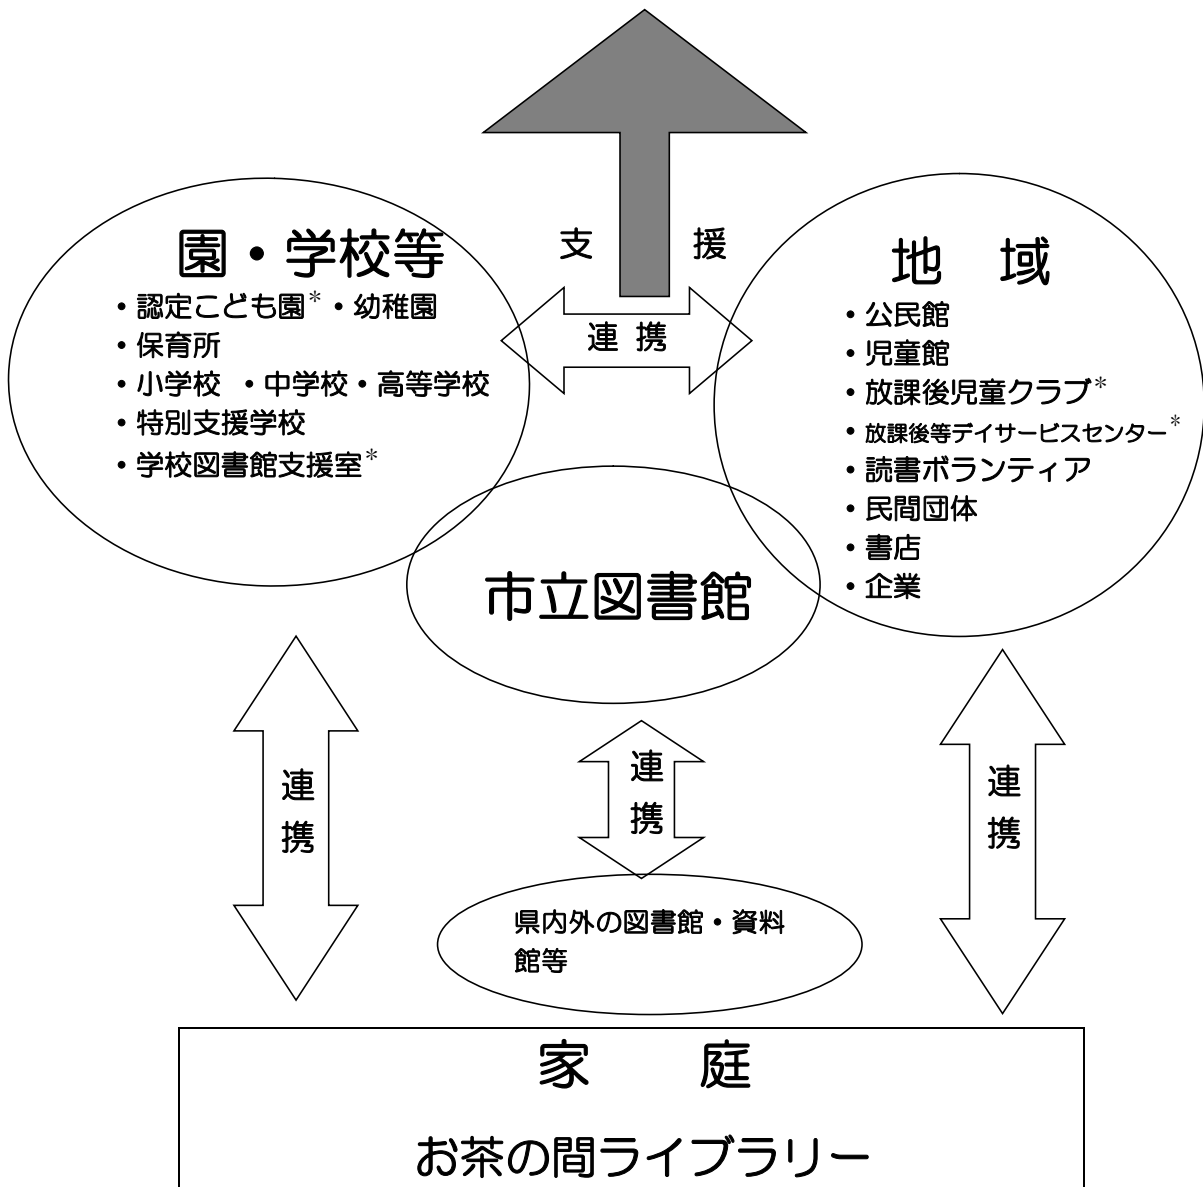 支 援
園・学校等
・認定こども園*・幼稚園
・保育所
・小学校 ・中学校・高等学校
・特別支援学校
・学校図書館支援室*
連 携
地 域
・公民館
・児童館
・放課後児童クラブ*
・放課後等デイサービスセンター*
・読書ボランティア
・民間団体
・書店
・企業
市立図書館
連
携
連
携
連
携
県内外の図書館・資料
館等
家 庭
お茶の間ライブラリー